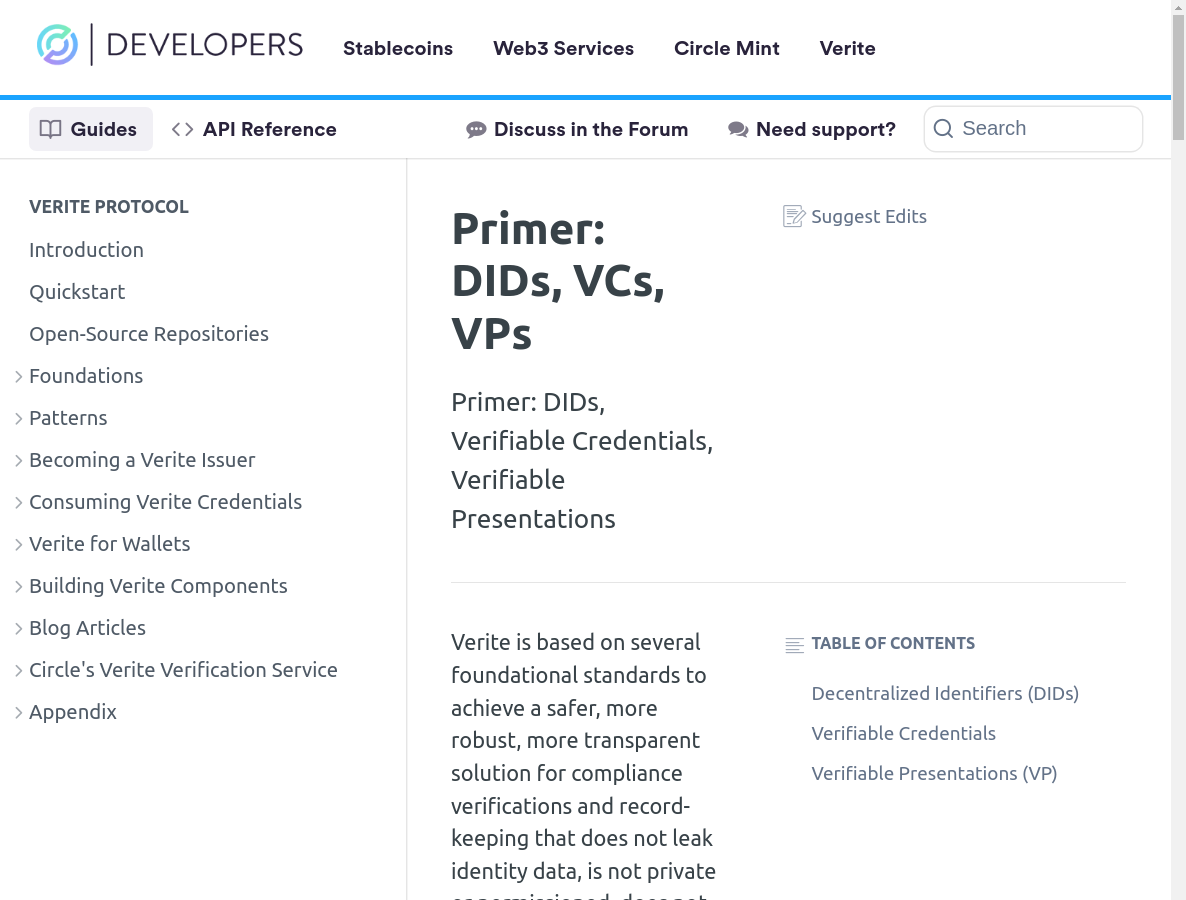 DEVELOPERS
Stablecoins
Web3 Services
Circle Mint
Verite
Guides
API Reference
Discuss in the Forum
Need support?
Search
VERITE PROTOCOL
Introduction
Quickstart
Open-Source Repositories
Foundations
Patterns
Becoming a Verite Issuer
Consuming Verite Credentials
Verite for Wallets
Building Verite Components
Blog Articles
Circle's Verite Verification Service
Appendix
Primer:
DIDs, VCs,
VPs
Suggest Edits
Primer: DIDs,
Verifiable Credentials,
Verifiable
Presentations
Verite is based on several
foundational standards to
achieve a safer, more
robust, more transparent
solution for compliance
verifications and record-
keeping that does not leak
identity data, is not private
or permissioned, does not
TABLE OF CONTENTS
Decentralized Identifiers (DIDs)
Verifiable Credentials
Verifiable Presentations (VP)